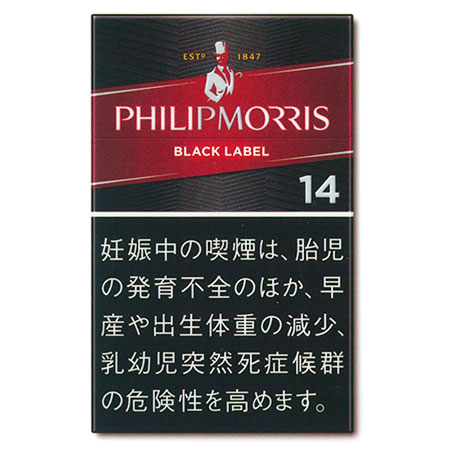 ESTD 1847
PHILIP MORRIS
BLACK LABEL
14
妊娠中の喫煙は、胎児
の発育不全のほか、早
産や出生体重の減少、
乳幼児突然死症候群
の危険性を高めます。